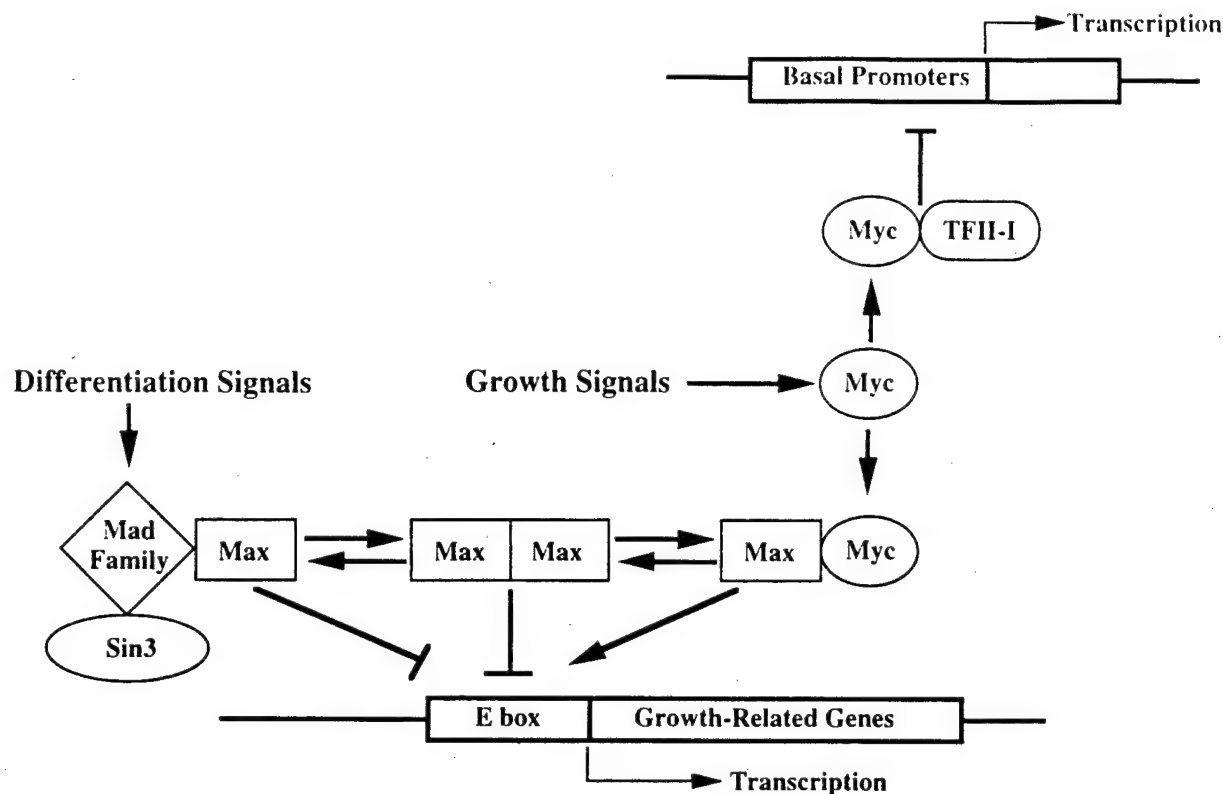 Transcription
Basal Promoters
Myc TFII-I
Differentiation Signals
Growth Signals
Myc
Mad
Family
Max
Max Max
Max
Myc
Sin3
E box Growth-Related Genes
Transcription